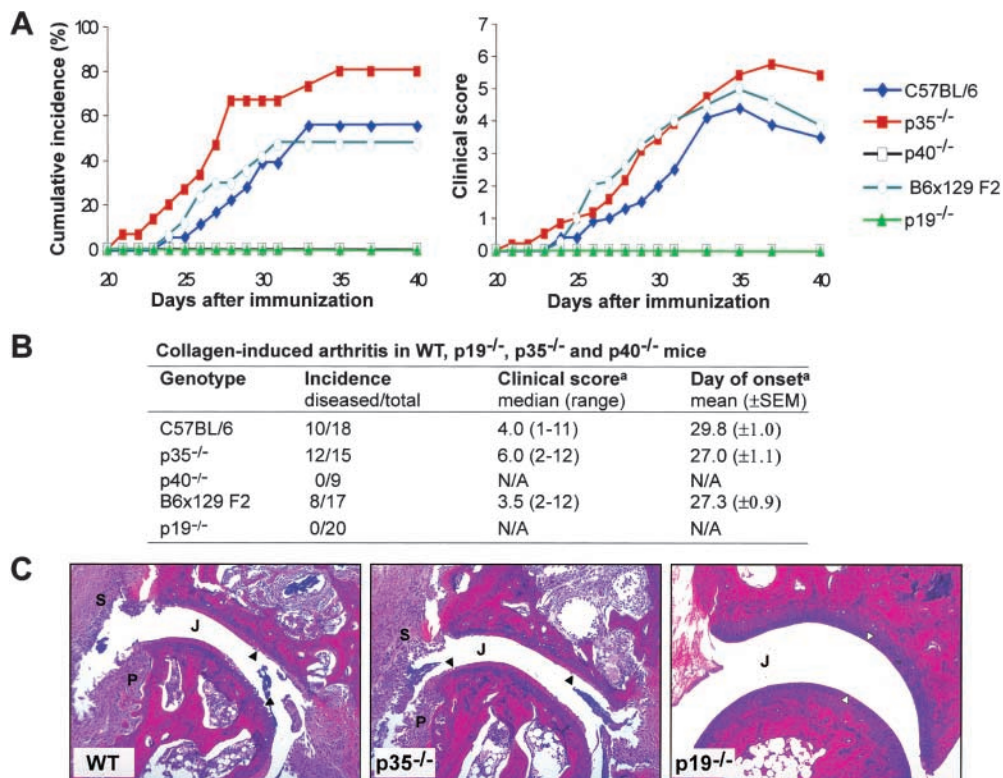 A
Cumulative incidence (%)
100
80
60
40
20
0
20 25 30 35 40
Days after immunization
Clinical score
7
6
5
4
3
2
1
0
20 25 30 35 40
Days after immunization
C57BL/6
p35-/-
p40-/-
B6x129 F2
p19-/-
B
Collagen-induced arthritis in WT, p19-/-, p35-/- and p40-/- mice
Genotype Incidence Clinical scoreª Day of onsetª
diseased/total median (range) mean (±SEM)
C57BL/6 10/18 4.0 (1-11) 29.8 (±1.0)
p35-/- 12/15 6.0 (2-12) 27.0 (±1.1)
p40-/- 0/9 N/A N/A
B6x129 F2 8/17 3.5 (2-12) 27.3 (±0.9)
p19-/- 0/20 N/A N/A
C
S
J
P
WT
S
J
P
p35-/-
J
p19-/-